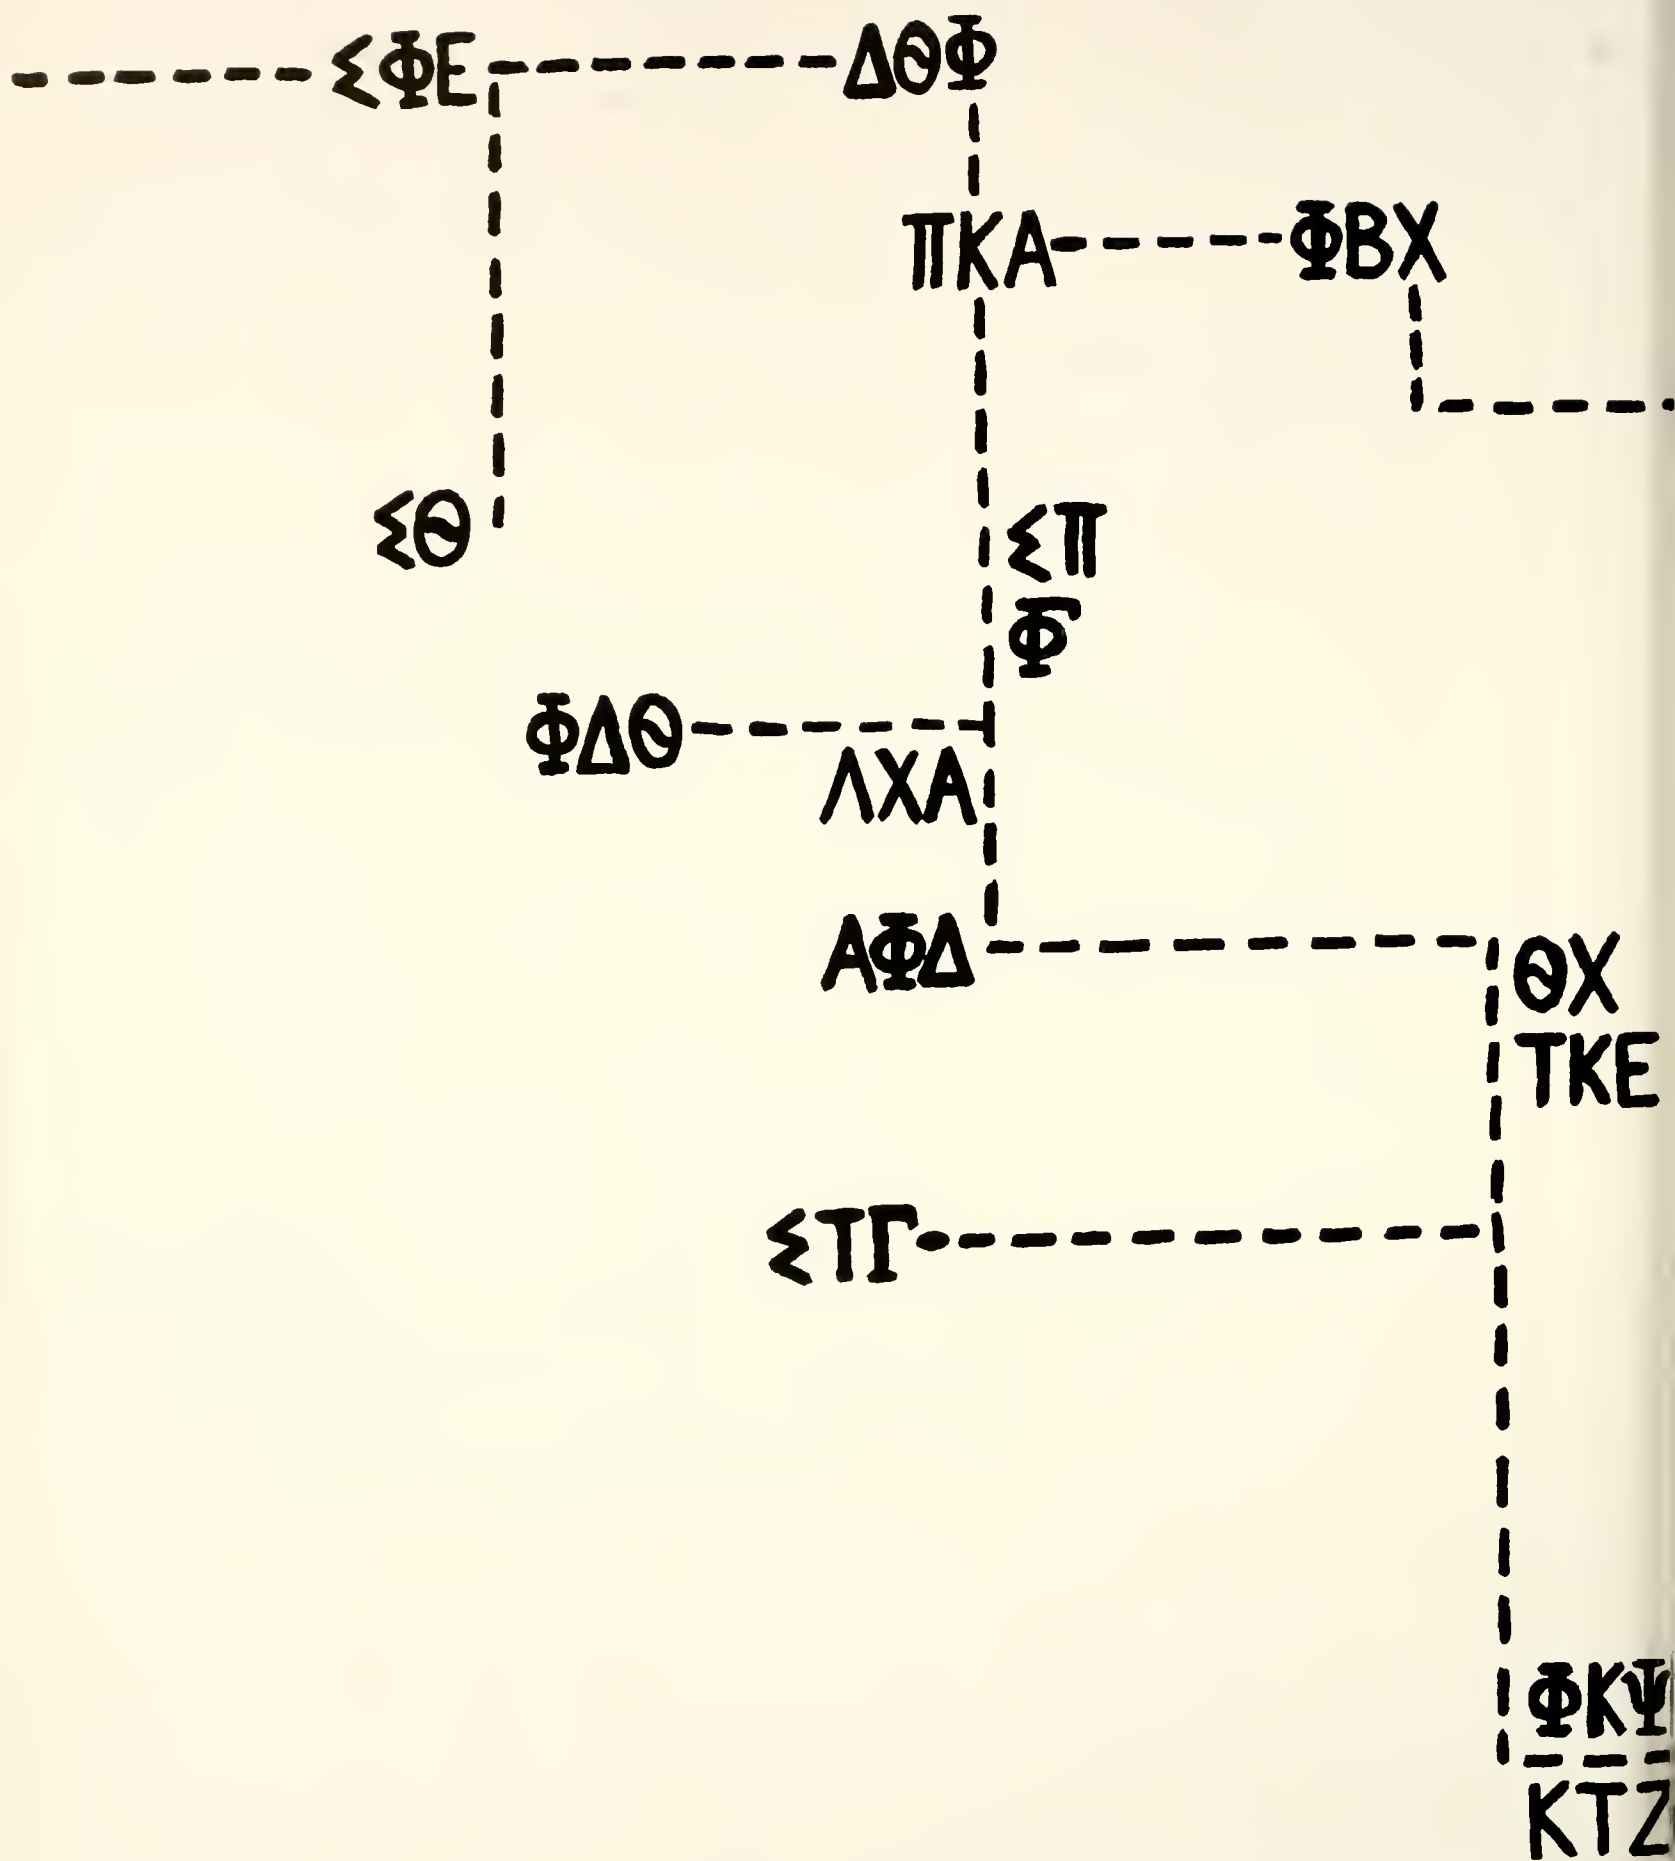 ΣΦΕ ΔΘΦ
ΠΚΑ ΦΒΧ
ΣΘ
ΣΠ
ΦΔΘ
ΛΧΑ
ΑΦΔ
ΘΧ
ΤΚΕ
ΣΤΓ
ΦΚΨ
ΚΤΖ